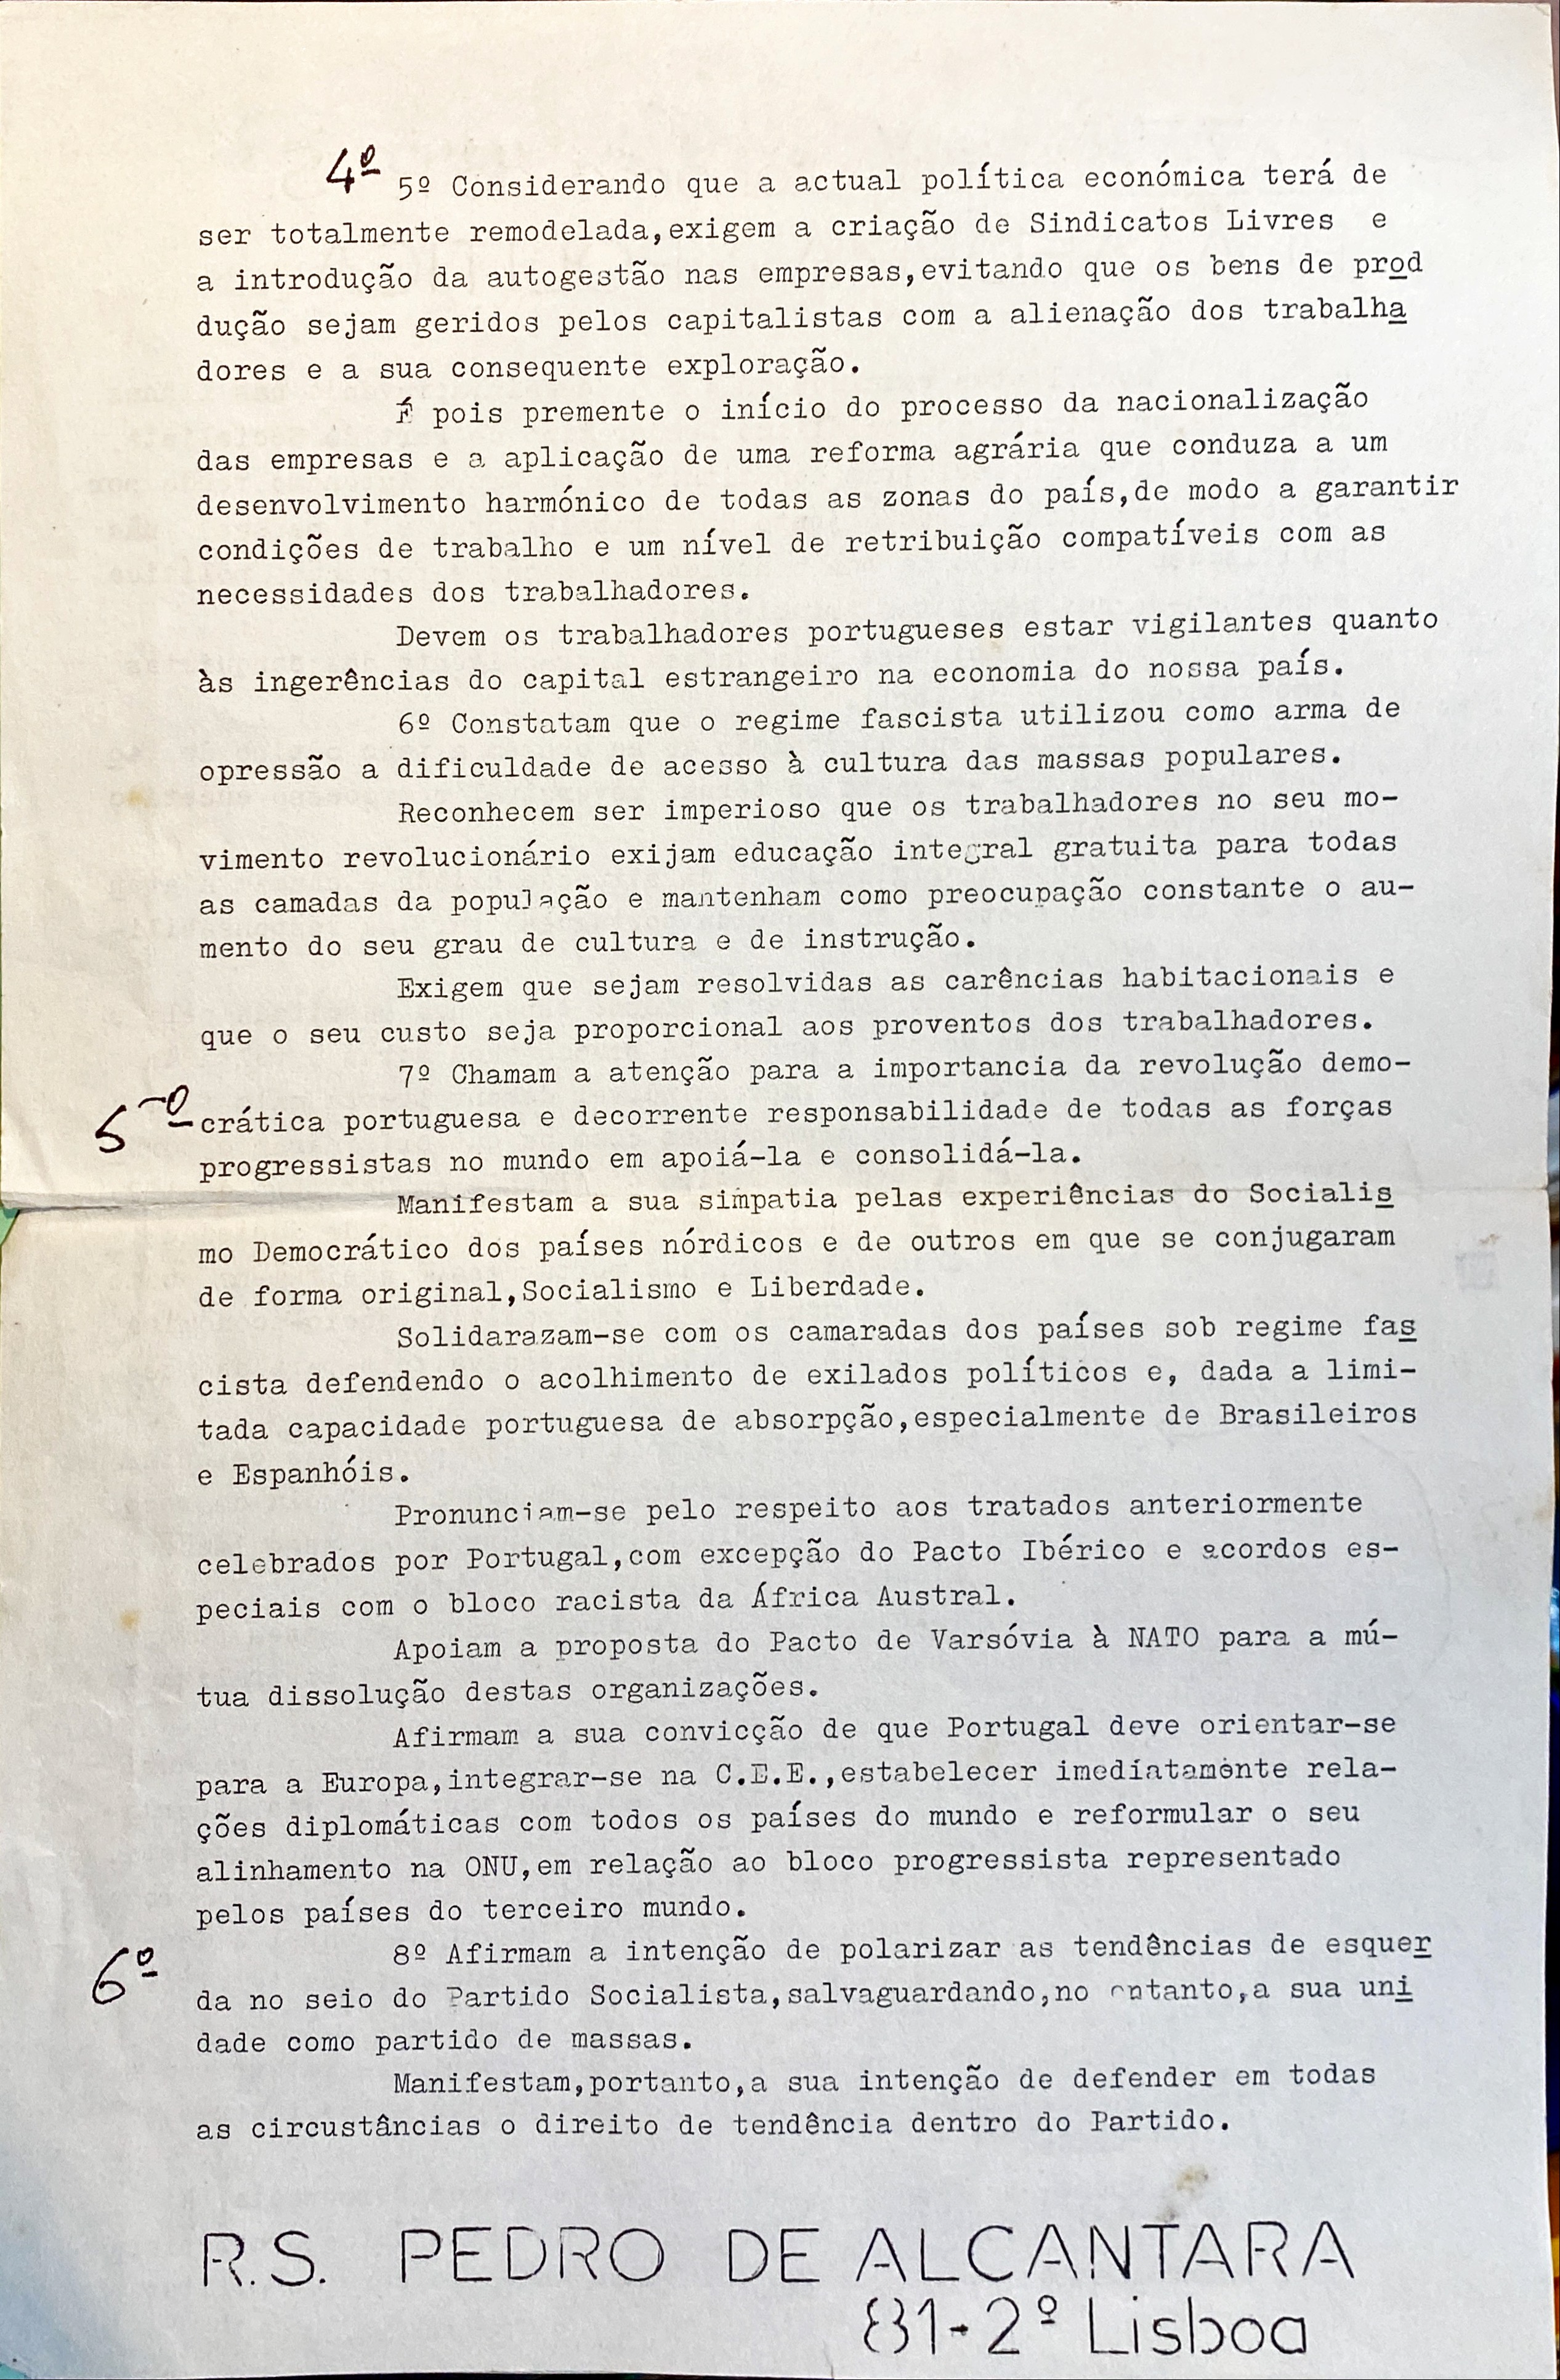 4º 5º Considerando que a actual política económica terá de
ser totalmente remodelada,exigem a criação de Sindicatos Livres e
a introdução da autogestão nas empresas,evitando que os bens de prod
dução sejam geridos pelos capitalistas com a alienação dos trabalha
dores e a sua consequente exploração.
É pois premente o início do processo da nacionalização
das empresas e a aplicação de uma reforma agrária que conduza a um
desenvolvimento harmónico de todas as zonas do país,de modo a garantir
condições de trabalho e um nível de retribuição compatíveis com as
necessidades dos trabalhadores.
Devem os trabalhadores portugueses estar vigilantes quanto
às ingerências do capital estrangeiro na economia do nossa país.
6º Constatam que o regime fascista utilizou como arma de
opressão a dificuldade de acesso à cultura das massas populares.
Reconhecem ser imperioso que os trabalhadores no seu mo-
vimento revolucionário exijam educação integral gratuita para todas
as camadas da população e mantenham como preocupação constante o au-
mento do seu grau de cultura e de instrução.
Exigem que sejam resolvidas as carências habitacionais e
que o seu custo seja proporcional aos proventos dos trabalhadores.
7º Chamam a atenção para a importancia da revolução demo-
5º crática portuguesa e decorrente responsabilidade de todas as forças
progressistas no mundo em apoiá-la e consolidá-la.
Manifestam a sua simpatia pelas experiências do Socialis
mo Democrático dos países nórdicos e de outros em que se conjugaram
de forma original,Socialismo e Liberdade.
Solidarazam-se com os camaradas dos países sob regime fas
cista defendendo o acolhimento de exilados políticos e, dada a limi-
tada capacidade portuguesa de absorpção,especialmente de Brasileiros
e Espanhóis.
Pronunciam-se pelo respeito aos tratados anteriormente
celebrados por Portugal,com excepção do Pacto Ibérico e acordos es-
peciais com o bloco racista da África Austral.
Apoiam a proposta do Pacto de Varsóvia à NATO para a mú-
tua dissolução destas organizações.
Afirmam a sua convicção de que Portugal deve orientar-se
para a Europa,integrar-se na C.E.E.,estabelecer imediatamente rela-
ções diplomáticas com todos os países do mundo e reformular o seu
alinhamento na ONU,em relação ao bloco progressista representado
pelos países do terceiro mundo.
6º 8º Afirmam a intenção de polarizar as tendências de esquer
da no seio do Partido Socialista,salvaguardando,no entanto,a sua uni
dade como partido de massas.
Manifestam,portanto,a sua intenção de defender em todas
as circustâncias o direito de tendência dentro do Partido.
R.S. PEDRO DE ALCANTARA
81-2º Lisboa